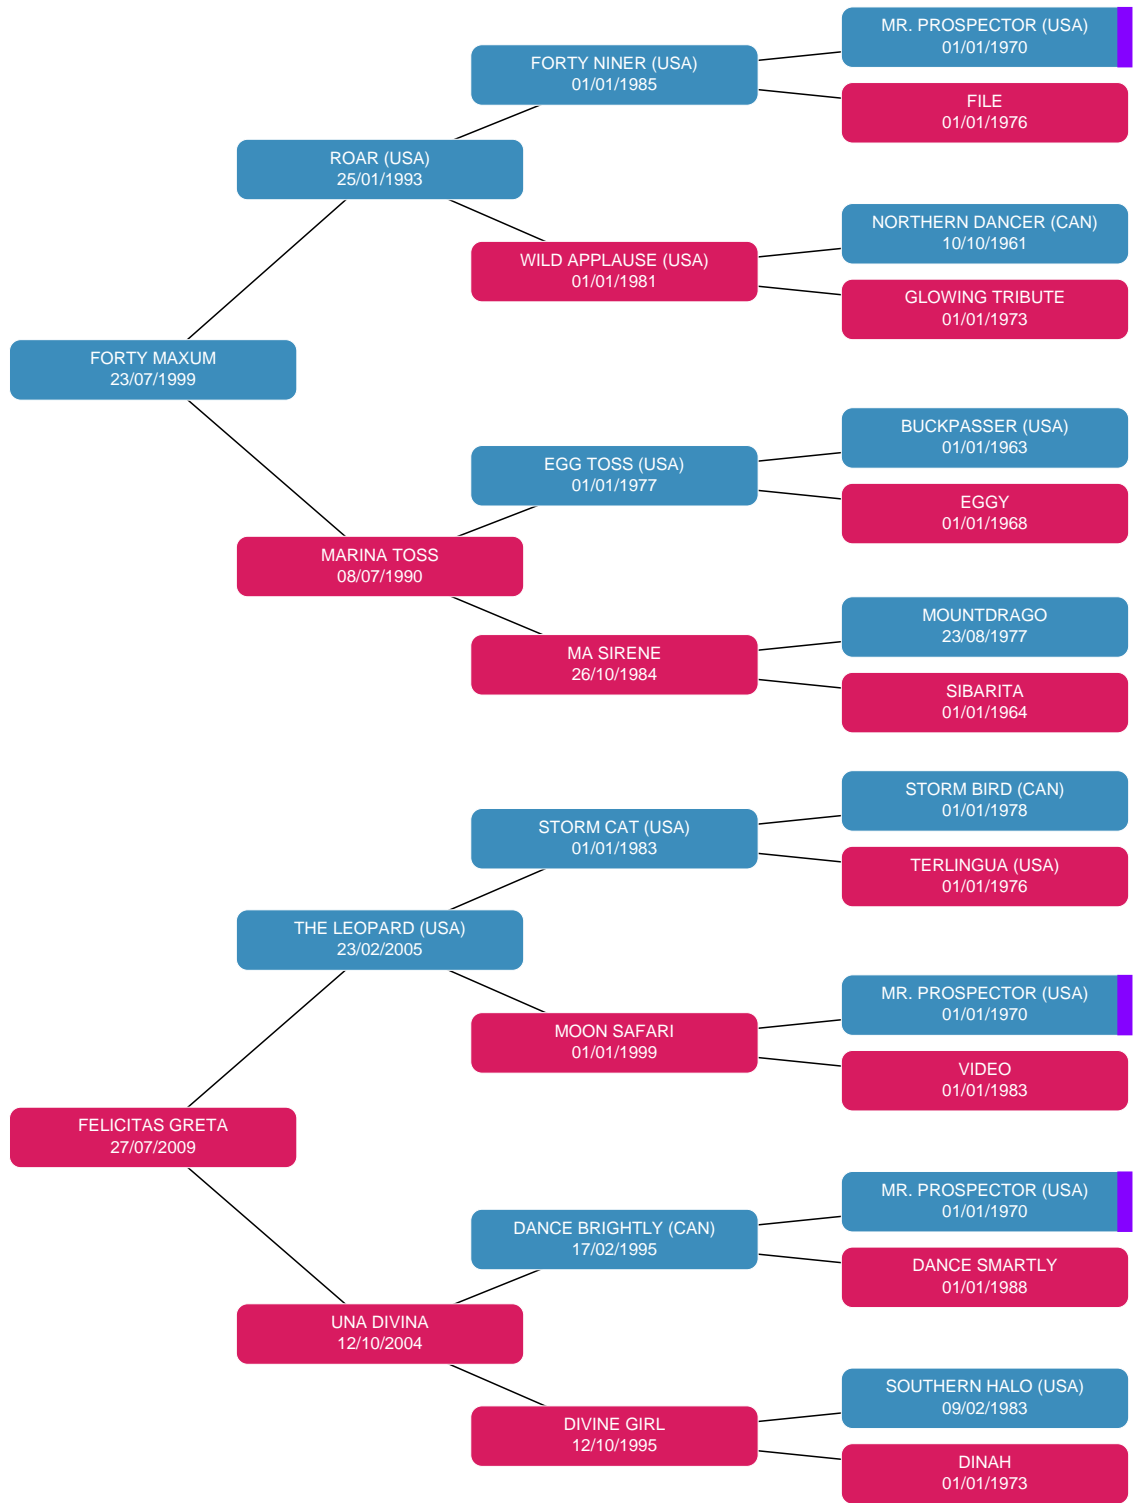 MR. PROSPECTOR (USA)
01/01/1970
FORTY NINER (USA)
01/01/1985
FILE
01/01/1976
ROAR (USA)
25/01/1993
NORTHERN DANCER (CAN)
10/10/1961
WILD APPLAUSE (USA)
01/01/1981
GLOWING TRIBUTE
01/01/1973
FORTY MAXUM
23/07/1999
BUCKPASSER (USA)
01/01/1963
EGG TOSS (USA)
01/01/1977
EGGY
01/01/1968
MARINA TOSS
08/07/1990
MOUNTDRAGO
23/08/1977
MA SIRENE
26/10/1984
SIBARITA
01/01/1964
STORM BIRD (CAN)
01/01/1978
STORM CAT (USA)
01/01/1983
TERLINGUA (USA)
01/01/1976
THE LEOPARD (USA)
23/02/2005
MR. PROSPECTOR (USA)
01/01/1970
MOON SAFARI
01/01/1999
VIDEO
01/01/1983
FELICITAS GRETA
27/07/2009
MR. PROSPECTOR (USA)
01/01/1970
DANCE BRIGHTLY (CAN)
17/02/1995
DANCE SMARTLY
01/01/1988
UNA DIVINA
12/10/2004
SOUTHERN HALO (USA)
09/02/1983
DIVINE GIRL
12/10/1995
DINAH
01/01/1973